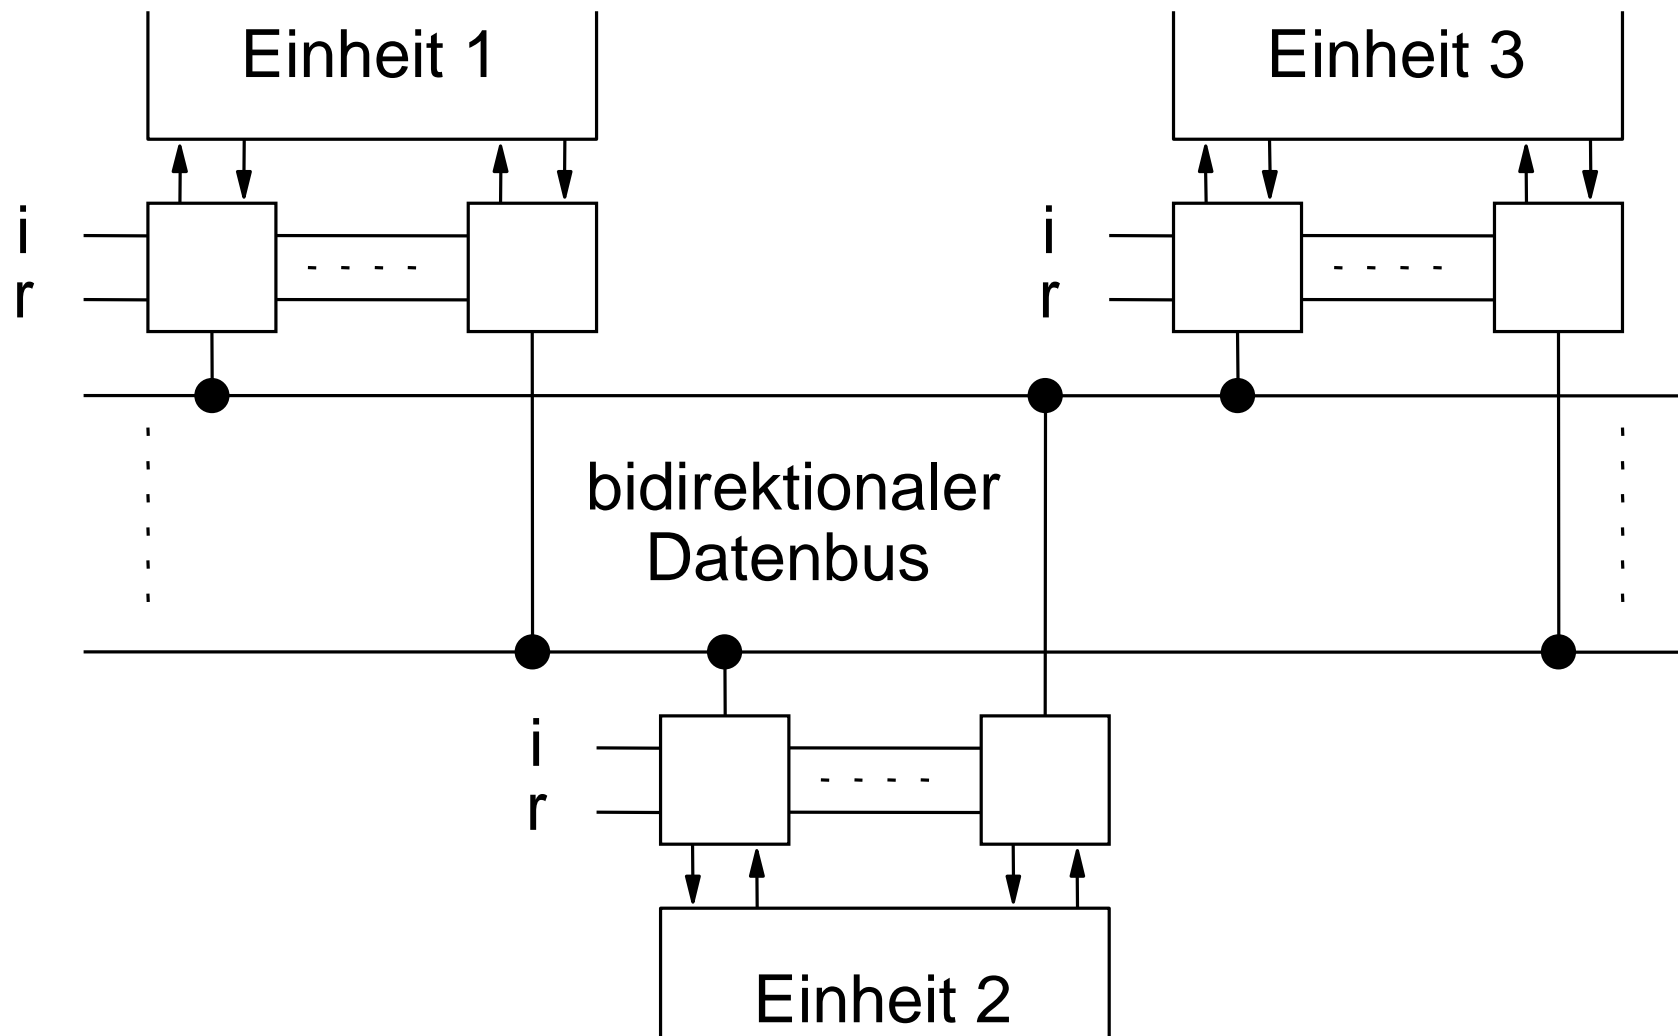 Einheit 1
Einheit 3
i
r
i
r
bidirektionaler
Datenbus
i
r
Einheit 2